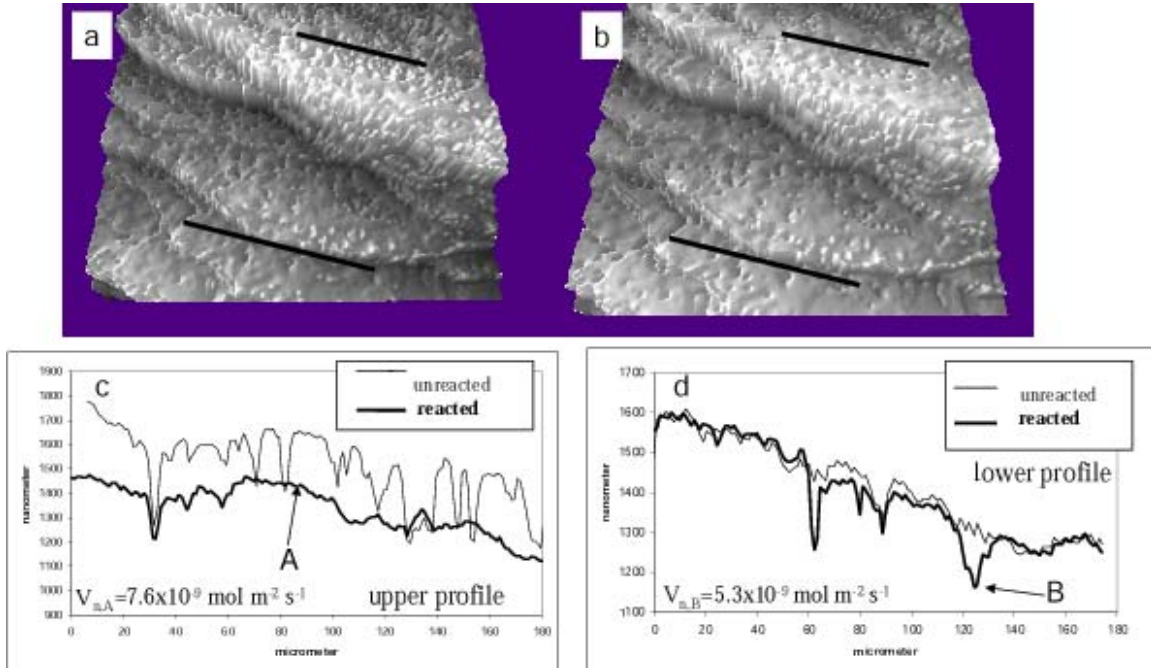 a
b
c
unreacted
reacted
1900
1800
1700
1600
1500
1400
1300
1200
1100
1000
900
nanometer
A
V_{n,A}=7.6x10^{-9} mol m^{-2} s^{-1}
upper profile
0 20 40 60 80 100 120 140 160 180
micrometer
d
unreacted
reacted
1700
1600
1500
1400
1300
1200
1100
nanometer
lower profile
B
V_{n,B}=5.3x10^{-9} mol m^{-2} s^{-1}
0 20 40 60 80 100 120 140 160 180
micrometer